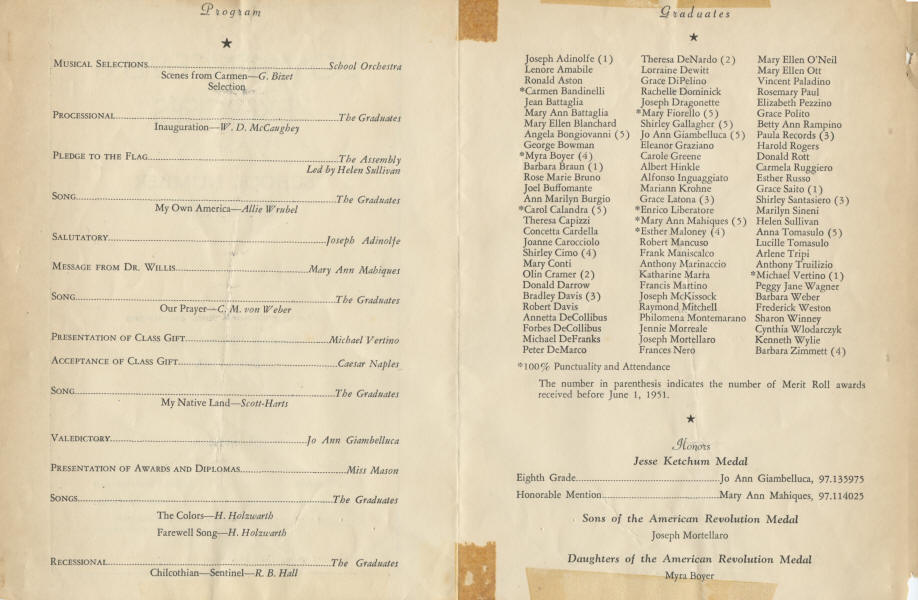 Program
★
MUSICAL SELECTIONS....School Orchestra
Scenes from Carmen—G. Bizet
Selection
PROCESSIONAL....The Graduates
Inauguration—W. D. McCaughey
PLEDGE TO THE FLAG....The Assembly
Led by Helen Sullivan
SONG....The Graduates
My Own America—Allie Wrubel
SALUTATORY....Joseph Adinolfe
MESSAGE FROM DR. WILLIS....Mary Ann Mahiques
SONG....The Graduates
Our Prayer—C. M. von Weber
PRESENTATION OF CLASS GIFT....Michael Vertino
ACCEPTANCE OF CLASS GIFT....Caesar Naples
SONG....The Graduates
My Native Land—Scott-Harts
VALEDICTORY....Jo Ann Giambelluca
PRESENTATION OF AWARDS AND DIPLOMAS....Miss Mason
SONGS....The Graduates
The Colors—H. Holzwarth
Farewell Song—H. Holzwarth
RECESSIONAL....The Graduates
Chilcothian—Sentinel—R. B. Hall
Graduates
★
Joseph Adinolfe (1)
Lenore Amabile
Ronald Aston
*Carmen Bandinelli
Jean Battaglia
Mary Ann Battaglia
Mary Ellen Blanchard
Angela Bongiovanni (5)
George Bowman
*Myra Boyer (4)
Barbara Braun (1)
Rose Marie Bruno
Joel Buffomante
Ann Marilyn Burgio
*Carol Calandra (5)
Theresa Capizzi
Concetta Cardella
Joanne Carocciolo
Shirley Cimo (4)
Mary Conti
Olin Cramer (2)
Donald Darrow
Bradley Davis (3)
Robert Davis
Annetta DeCollibus
Forbes DeCollibus
Michael DeFranks
Peter DeMarco
Theresa DeNardo (2)
Lorraine Dewitt
Grace DiPelino
Rachelle Dominick
Joseph Dragonette
*Mary Fiorello (5)
Shirley Gallagher (5)
Jo Ann Giambelluca (5)
Eleanor Graziano
Carole Greene
Albert Hinkle
Alfonso Inguaggiato
Mariann Krohne
Grace Latona (3)
*Enrico Liberatore
*Mary Ann Mahiques (5)
*Esther Maloney (4)
Robert Mancuso
Frank Maniscalco
Anthony Marinaccio
Katharine Marra
Francis Martino
Joseph McKissock
Raymond Mitchell
Philomena Montemarano
Jennie Morreale
Joseph Mortellaro
Frances Nero
Mary Ellen O'Neil
Mary Ellen Ott
Vincent Paladino
Rosemary Paul
Elizabeth Pezzino
Grace Polito
Betty Ann Rampino
Paula Records (3)
Harold Rogers
Donald Rott
Carmela Ruggiero
Esther Russo
Grace Saito (1)
Shirley Santasiero (3)
Marilyn Sineni
Helen Sullivan
Anna Tomasulo (5)
Lucille Tomasulo
Arlene Tripi
Anthony Truilizio
*Michael Vertino (1)
Peggy Jane Wagner
Barbara Weber
Frederick Weston
Sharon Winney
Cynthia Wlodarczyk
Kenneth Wylie
Barbara Zimmett (4)
*100% Punctuality and Attendance
The number in parenthesis indicates the number of Merit Roll awards
received before June 1, 1951.
★
Honors
Jesse Ketchum Medal
Eighth Grade....Jo Ann Giambelluca, 97.135975
Honorable Mention....Mary Ann Mahiques, 97.114025
Sons of the American Revolution Medal
Joseph Mortellaro
Daughters of the American Revolution Medal
Myra Boyer